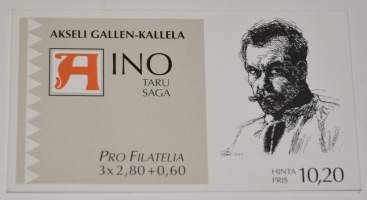 AKSELI GALLEN-KALLELA
AINO
TARU
SAGA
PRO FILATELIA
3x2,80+0,60
HINTA
PRIS 10,20